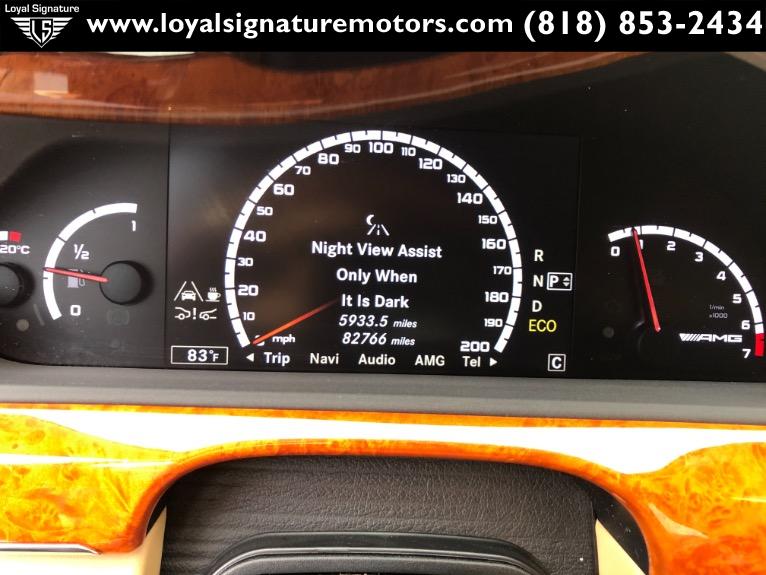 Loyal Signature
LS
www.loyalsignaturemotors.com (818) 853-2434
20°C
1
½
0
10
20
30
40
50
60
70
80
90
100
110
120
130
140
150
160
170
180
190
200
mph
Night View Assist
Only When
It Is Dark
5933.5 miles
82766 miles
83°F
Trip Navi Audio AMG Tel
R
N P
D
ECO
C
0
1
2
3
4
5
6
7
1/min
x1000
AMG